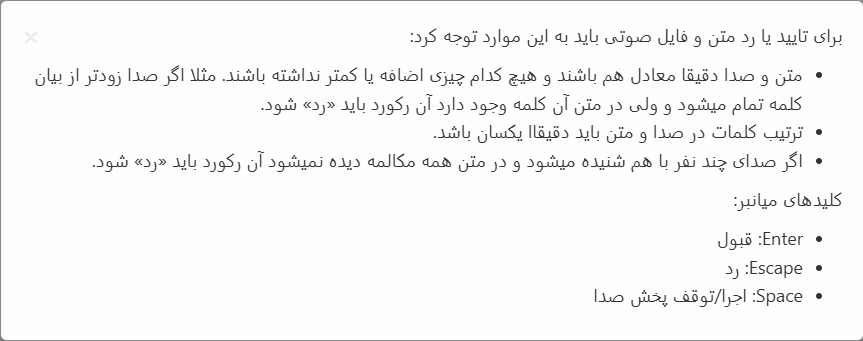 برای تایید یا رد متن و فایل صوتی باید به این موارد توجه کرد:
متن و صدا دقیقا معادل هم باشند و هیچ کدام چیزی اضافه یا کمتر نداشته باشند. مثلا اگر صدا زودتر از بیان
کلمه تمام میشود و ولی در متن آن کلمه وجود دارد آن رکورد باید «رد» شود.
ترتیب کلمات در صدا و متن باید دقیقاا یکسان باشد.
اگر صدای چند نفر با هم شنیده میشود و در متن همه مکالمه دیده نمیشود آن رکورد باید «رد» شود.
کلیدهای میانبر:
Enter: قبول
Escape: رد
Space: اجرا/توقف پخش صدا